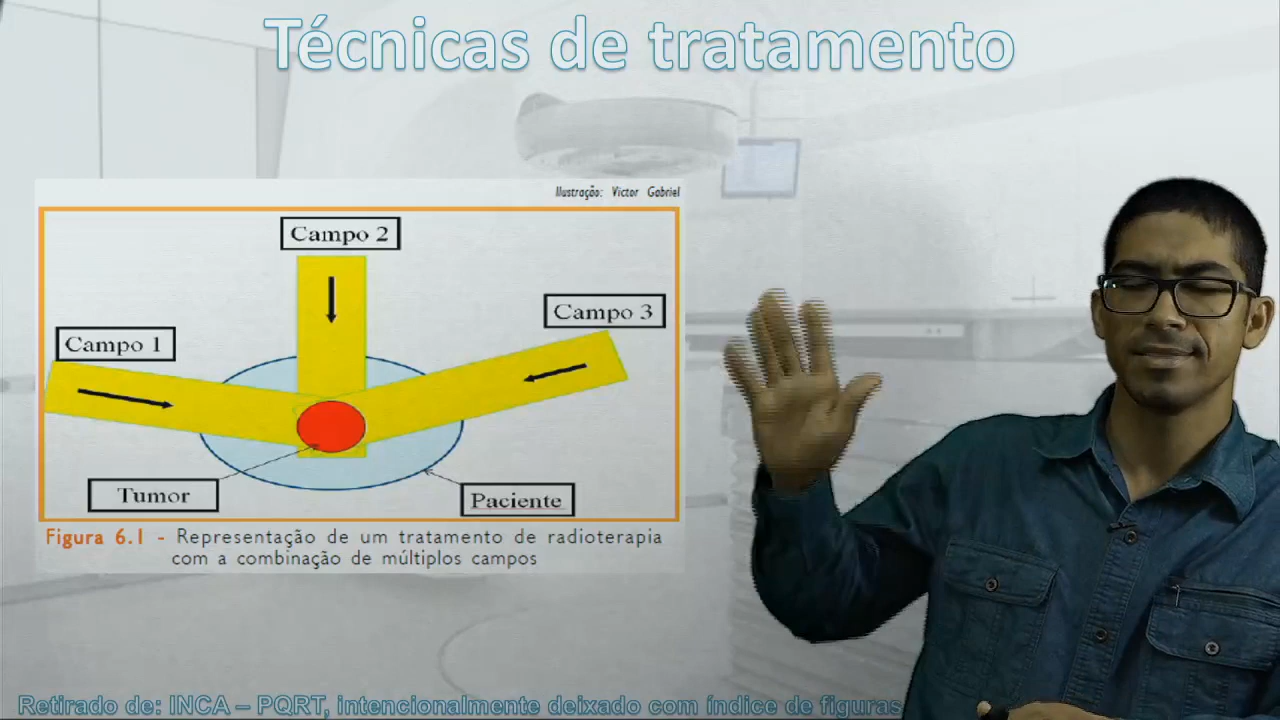 Técnicas de tratamento
Ilustração: Victor Gabriel
Campo 2
Campo 3
Campo 1
Tumor
Paciente
Figura 6.1 - Representação de um tratamento de radioterapia
com a combinação de múltiplos campos
Retirado de: INCA – PQRT, intencionalmente deixado com índice de figuras